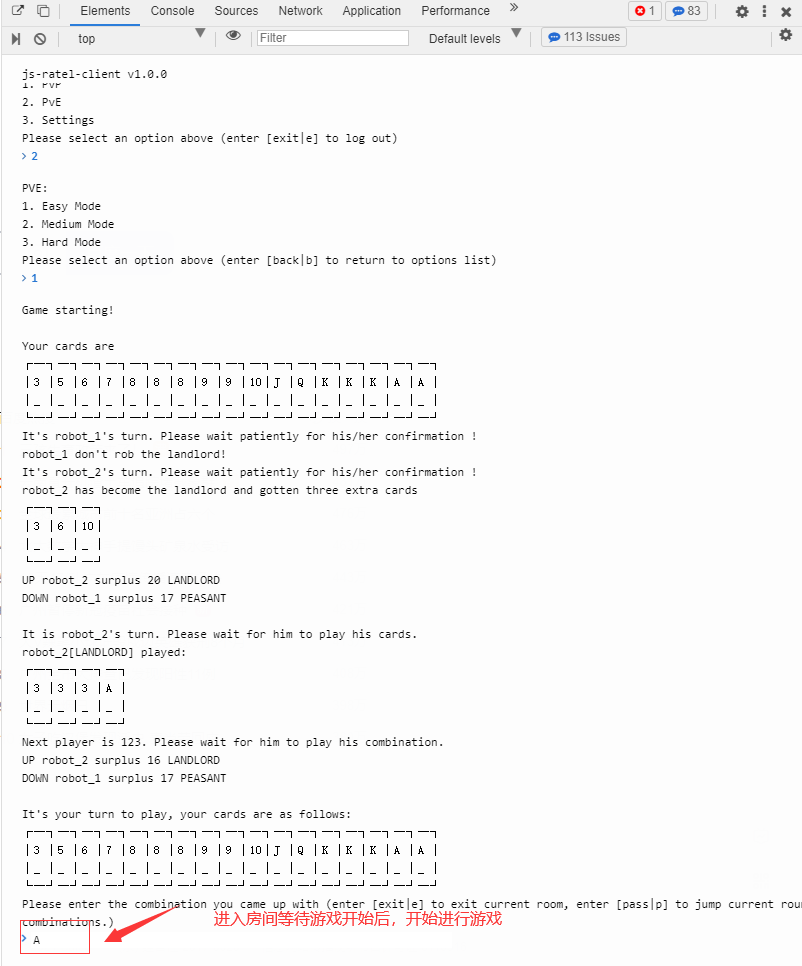 Elements Console Sources Network Application Performance » 1 83
top Filter Default levels 113 Issues
js-ratel-client v1.0.0
1. PvP
2. PvE
3. Settings
Please select an option above (enter [exit|e] to log out)
> 2
PVE:
1. Easy Mode
2. Medium Mode
3. Hard Mode
Please select an option above (enter [back|b] to return to options list)
> 1
Game starting!
Your cards are
┌──┐──┐──┐──┐──┐──┐──┐──┐──┐──┐──┐──┐──┐──┐──┐──┐──┐
|3 |5 |6 |7 |8 |8 |8 |9 |9 |10|J |Q |K |K |K |A |A |
|_ |_ |_ |_ |_ |_ |_ |_ |_ |_ |_ |_ |_ |_ |_ |_ |_ |
└──┘──┘──┘──┘──┘──┘──┘──┘──┘──┘──┘──┘──┘──┘──┘──┘──┘
It's robot_1's turn. Please wait patiently for his/her confirmation !
robot_1 don't rob the landlord!
It's robot_2's turn. Please wait patiently for his/her confirmation !
robot_2 has become the landlord and gotten three extra cards
┌──┐──┐──┐
|3 |6 |10|
|_ |_ |_ |
└──┘──┘──┘
UP robot_2 surplus 20 LANDLORD
DOWN robot_1 surplus 17 PEASANT
It is robot_2's turn. Please wait for him to play his cards.
robot_2[LANDLORD] played:
┌──┐──┐──┐──┐
|3 |3 |3 |A |
|_ |_ |_ |_ |
└──┘──┘──┘──┘
Next player is 123. Please wait for him to play his combination.
UP robot_2 surplus 16 LANDLORD
DOWN robot_1 surplus 17 PEASANT
It's your turn to play, your cards are as follows:
┌──┐──┐──┐──┐──┐──┐──┐──┐──┐──┐──┐──┐──┐──┐──┐──┐──┐
|3 |5 |6 |7 |8 |8 |8 |9 |9 |10|J |Q |K |K |K |A |A |
|_ |_ |_ |_ |_ |_ |_ |_ |_ |_ |_ |_ |_ |_ |_ |_ |_ |
└──┘──┘──┘──┘──┘──┘──┘──┘──┘──┘──┘──┘──┘──┘──┘──┘──┘
Please enter the combination you came up with (enter [exit|e] to exit current room, enter [pass|p] to jump current
combinations.)
进入房间等待游戏开始后，开始进行游戏
> A